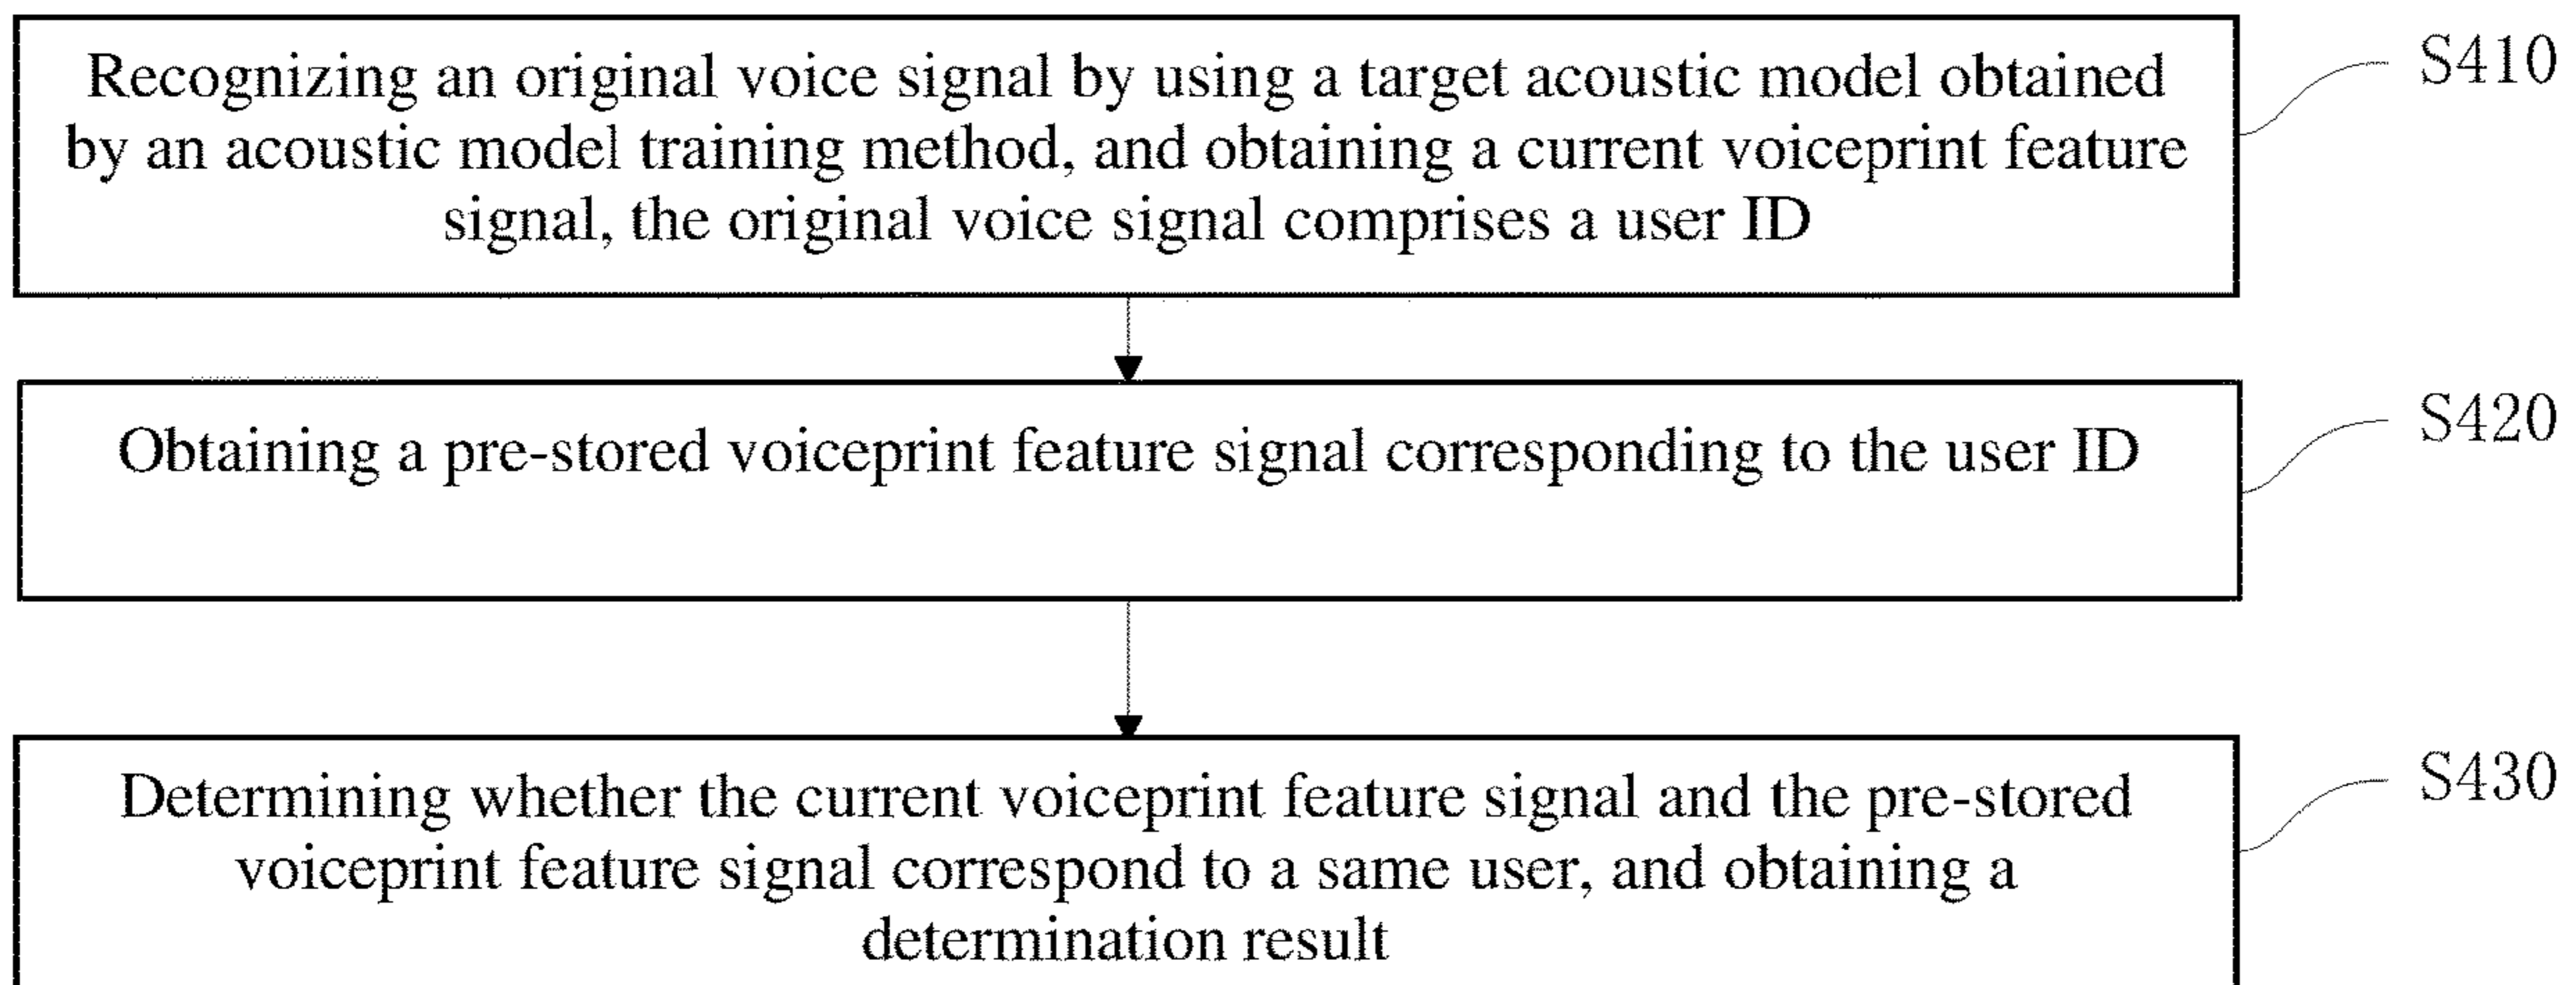 Recognizing an original voice signal by using a target acoustic model obtained
by an acoustic model training method, and obtaining a current voiceprint feature
signal, the original voice signal comprises a user ID
S410
Obtaining a pre-stored voiceprint feature signal corresponding to the user ID
S420
Determining whether the current voiceprint feature signal and the pre-stored
voiceprint feature signal correspond to a same user, and obtaining a
determination result
S430